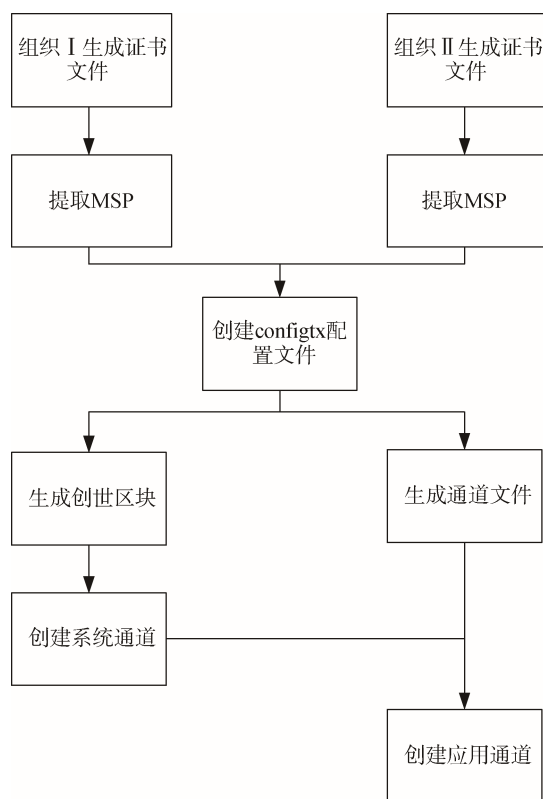 组织Ⅰ生成证书
文件
组织Ⅱ生成证书
文件
提取MSP
提取MSP
创建configtx配
置文件
生成创世区块
生成通道文件
创建系统通道
创建应用通道